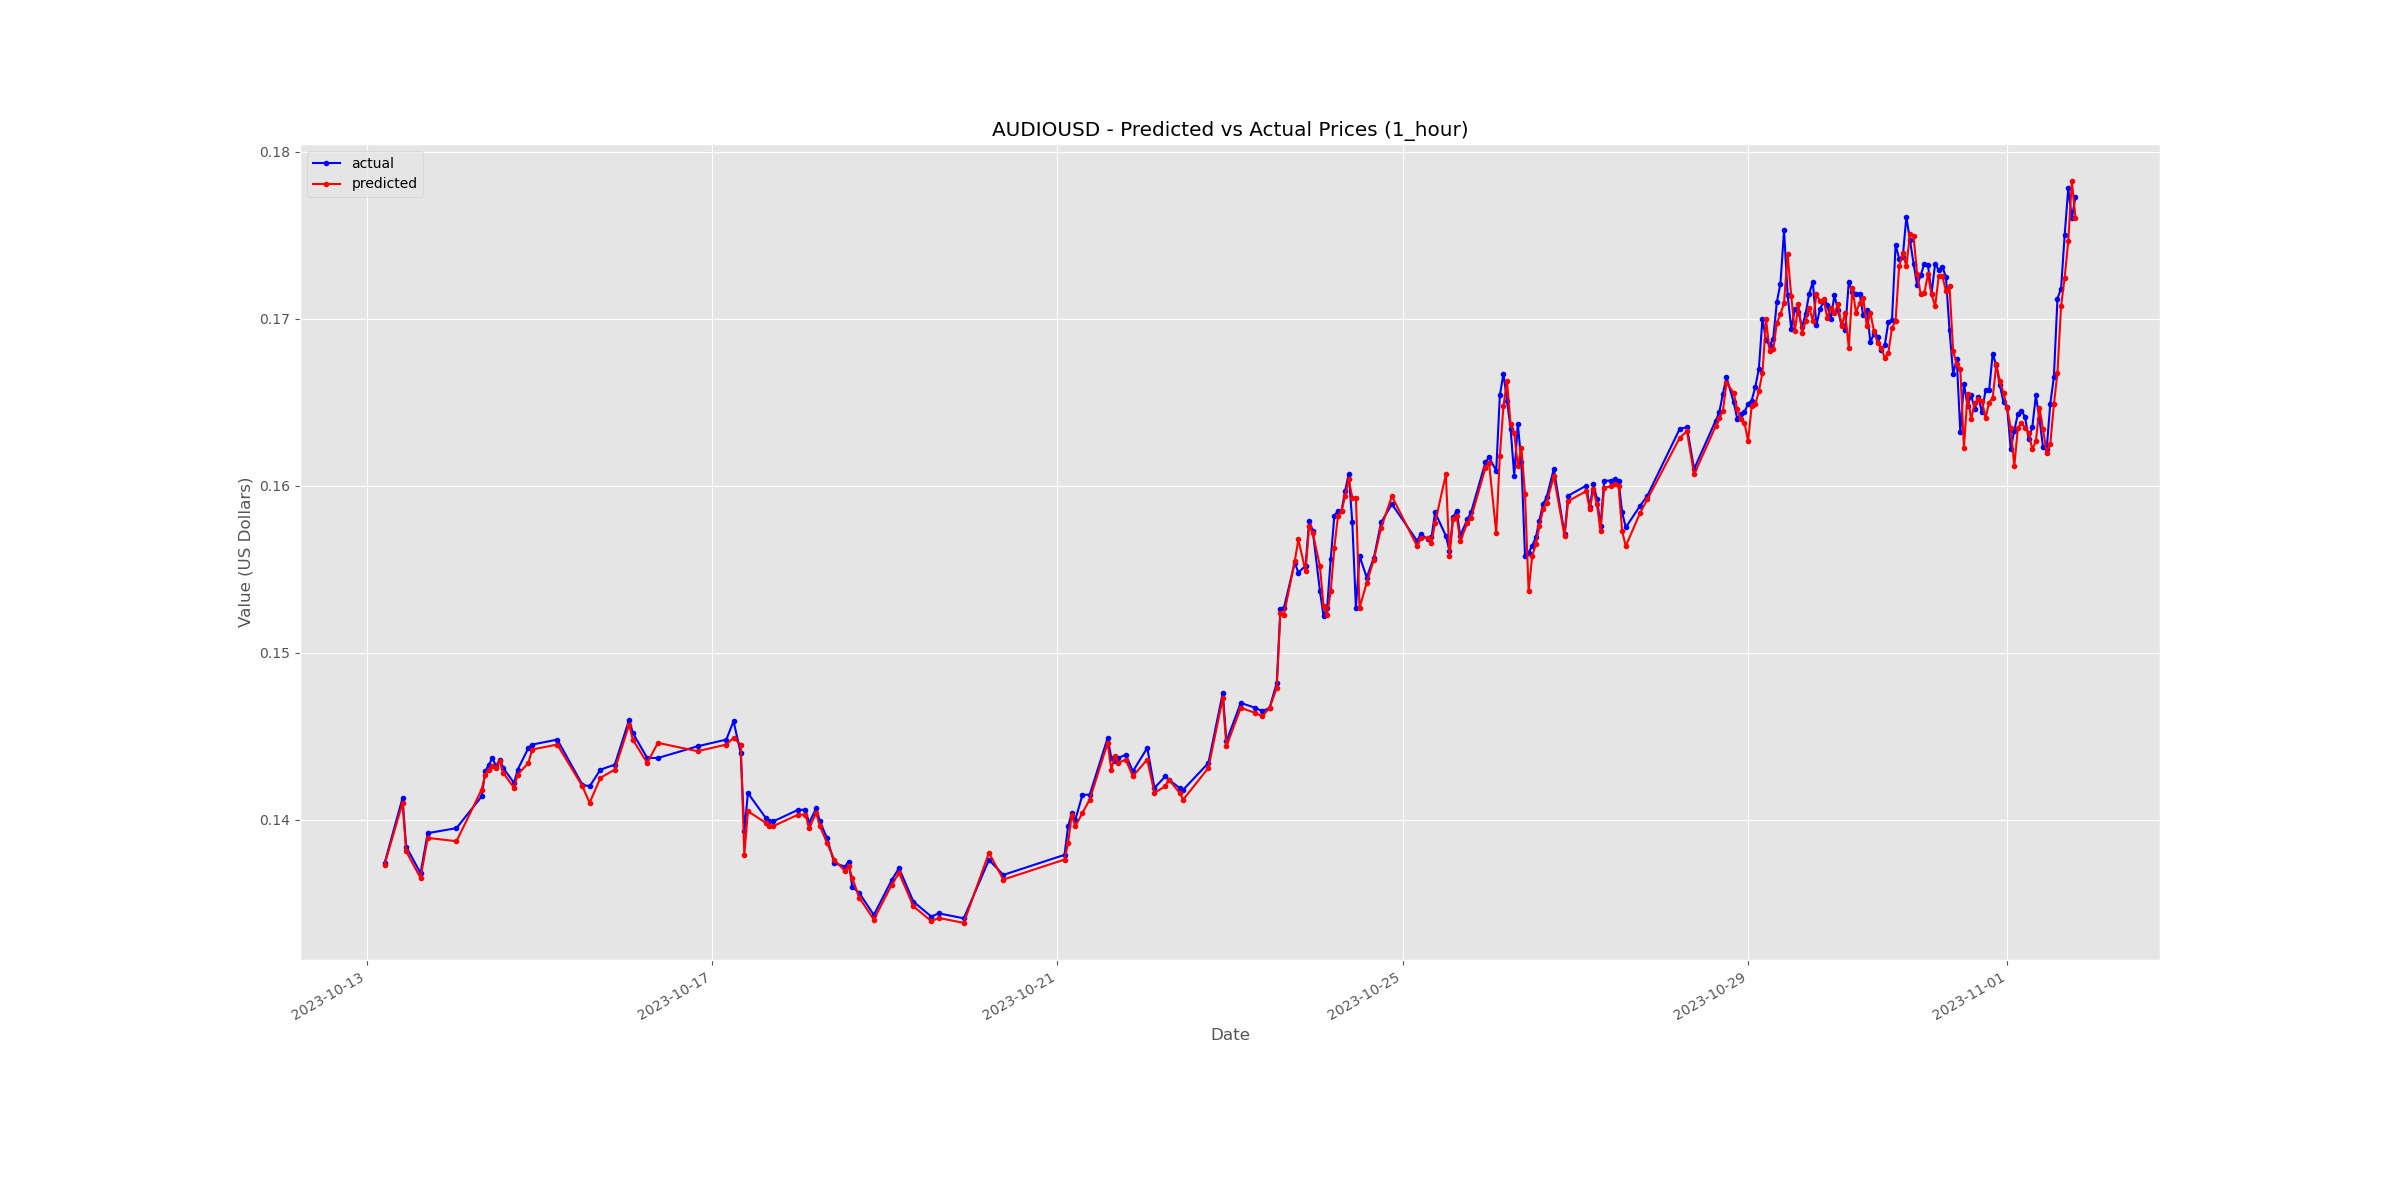 AUDIOUSD - Predicted vs Actual Prices (1_hour)
actual
predicted
0.18
0.17
0.16
0.15
0.14
Value (US Dollars)
2023-10-13
2023-10-17
2023-10-21
2023-10-25
2023-10-29
2023-11-01
Date